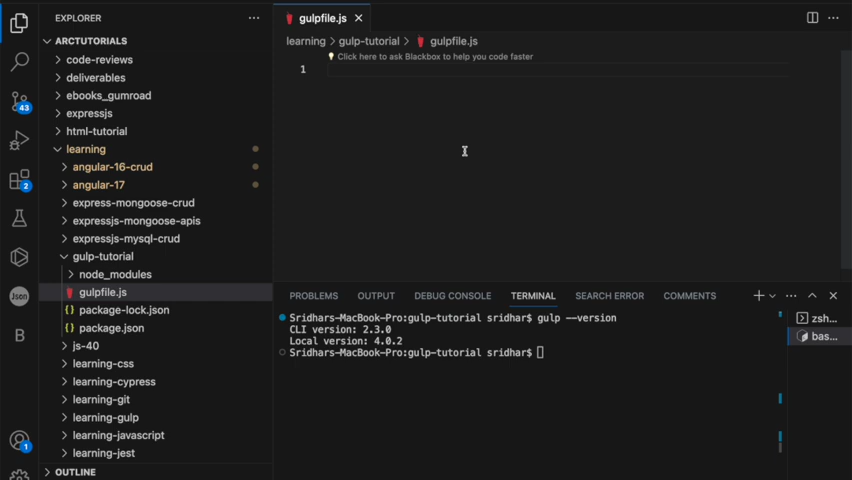 EXPLORER
ARCTUTORIALS
code-reviews
deliverables
ebooks_gumroad
expressjs
html-tutorial
learning
angular-16-crud
angular-17
express-mongoose-crud
expressjs-mongoose-apis
expressjs-mysql-crud
gulp-tutorial
node_modules
gulpfile.js
package-lock.json
package.json
js-40
learning-css
learning-cypress
learning-git
learning-gulp
learning-javascript
learning-jest
OUTLINE
43
2
Json
B
1
gulpfile.js
learning > gulp-tutorial > gulpfile.js
Click here to ask Blackbox to help you code faster
1
PROBLEMS OUTPUT DEBUG CONSOLE TERMINAL SEARCH ERROR COMMENTS
Sridhars-MacBook-Pro:gulp-tutorial sridhar$ gulp --version
CLI version: 2.3.0
Local version: 4.0.2
Sridhars-MacBook-Pro:gulp-tutorial sridhar$
zsh...
bas...